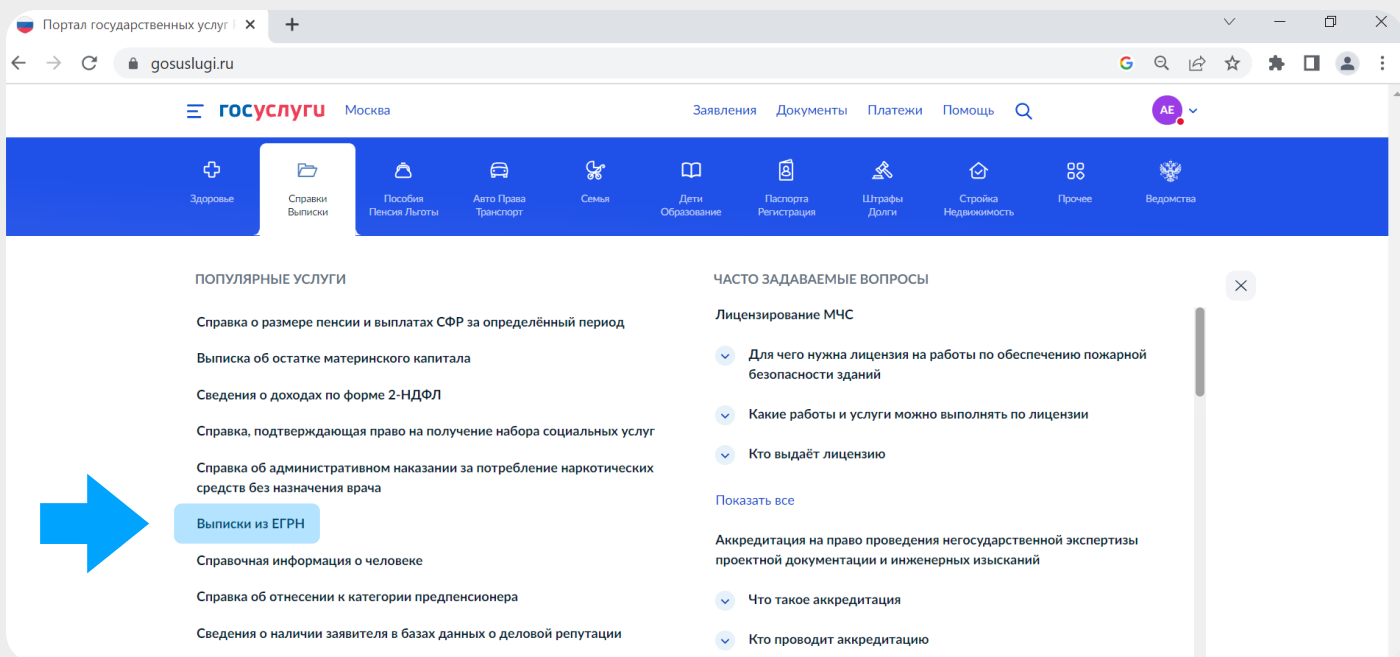 Портал государственных услуг
gosuslugi.ru
госуслуги Москва Заявления Документы Платежи Помощь АЕ
Здоровье
Справки
Выписки
Пособия
Пенсия Льготы
Авто Права
Транспорт
Семья
Дети
Образование
Паспорта
Регистрация
Штрафы
Долги
Стройка
Недвижимость
Прочее
Ведомства
ПОПУЛЯРНЫЕ УСЛУГИ
Справка о размере пенсии и выплатах СФР за определённый период
Выписка об остатке материнского капитала
Сведения о доходах по форме 2-НДФЛ
Справка, подтверждающая право на получение набора социальных услуг
Справка об административном наказании за потребление наркотических
средств без назначения врача
Выписки из ЕГРН
Справочная информация о человеке
Справка об отнесении к категории предпенсионера
Сведения о наличии заявителя в базах данных о деловой репутации
ЧАСТО ЗАДАВАЕМЫЕ ВОПРОСЫ
Лицензирование МЧС
Для чего нужна лицензия на работы по обеспечению пожарной
безопасности зданий
Какие работы и услуги можно выполнять по лицензии
Кто выдаёт лицензию
Показать все
Аккредитация на право проведения негосударственной экспертизы
проектной документации и инженерных изысканий
Что такое аккредитация
Кто проводит аккредитацию